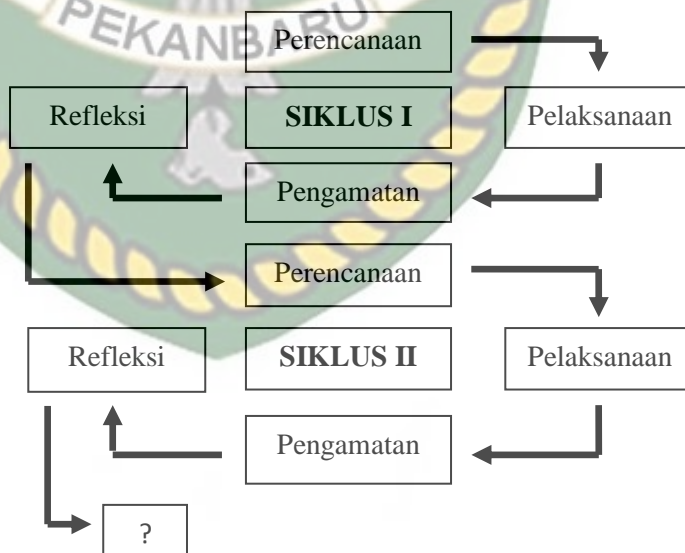 PEKANBARU
Perencanaan
Refleksi
SIKLUS I
Pelaksanaan
Pengamatan
Perencanaan
Refleksi
SIKLUS II
Pelaksanaan
Pengamatan
?